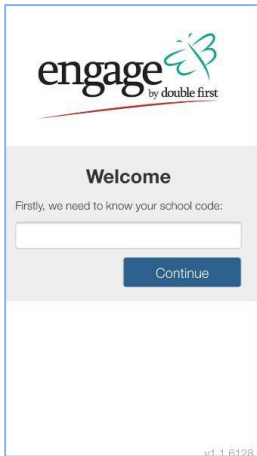 engage
by double first
Welcome
Firstly, we need to know your school code:
Continue
v1.1.6128